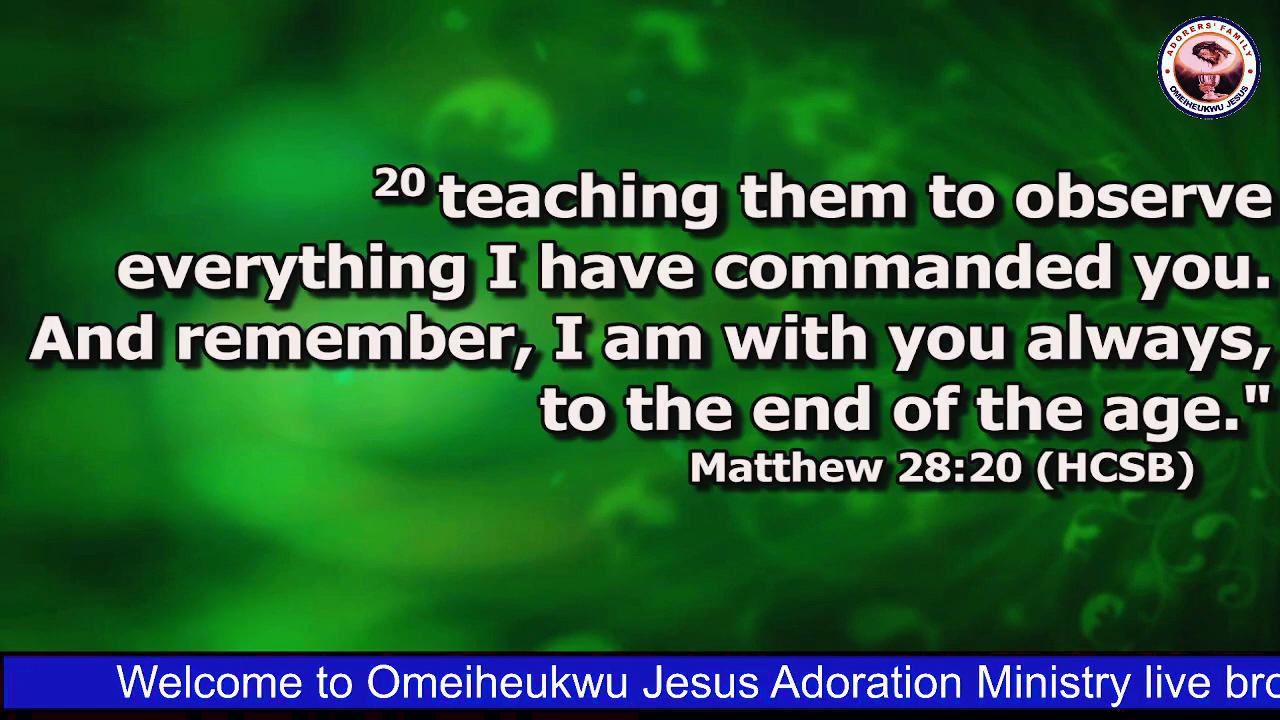 ADORERS' FAMILY
OMEIHEUKWU JESUS
20 teaching them to observe
everything I have commanded you.
And remember, I am with you always,
to the end of the age."
Matthew 28:20 (HCSB)
Welcome to Omeiheukwu Jesus Adoration Ministry live bro